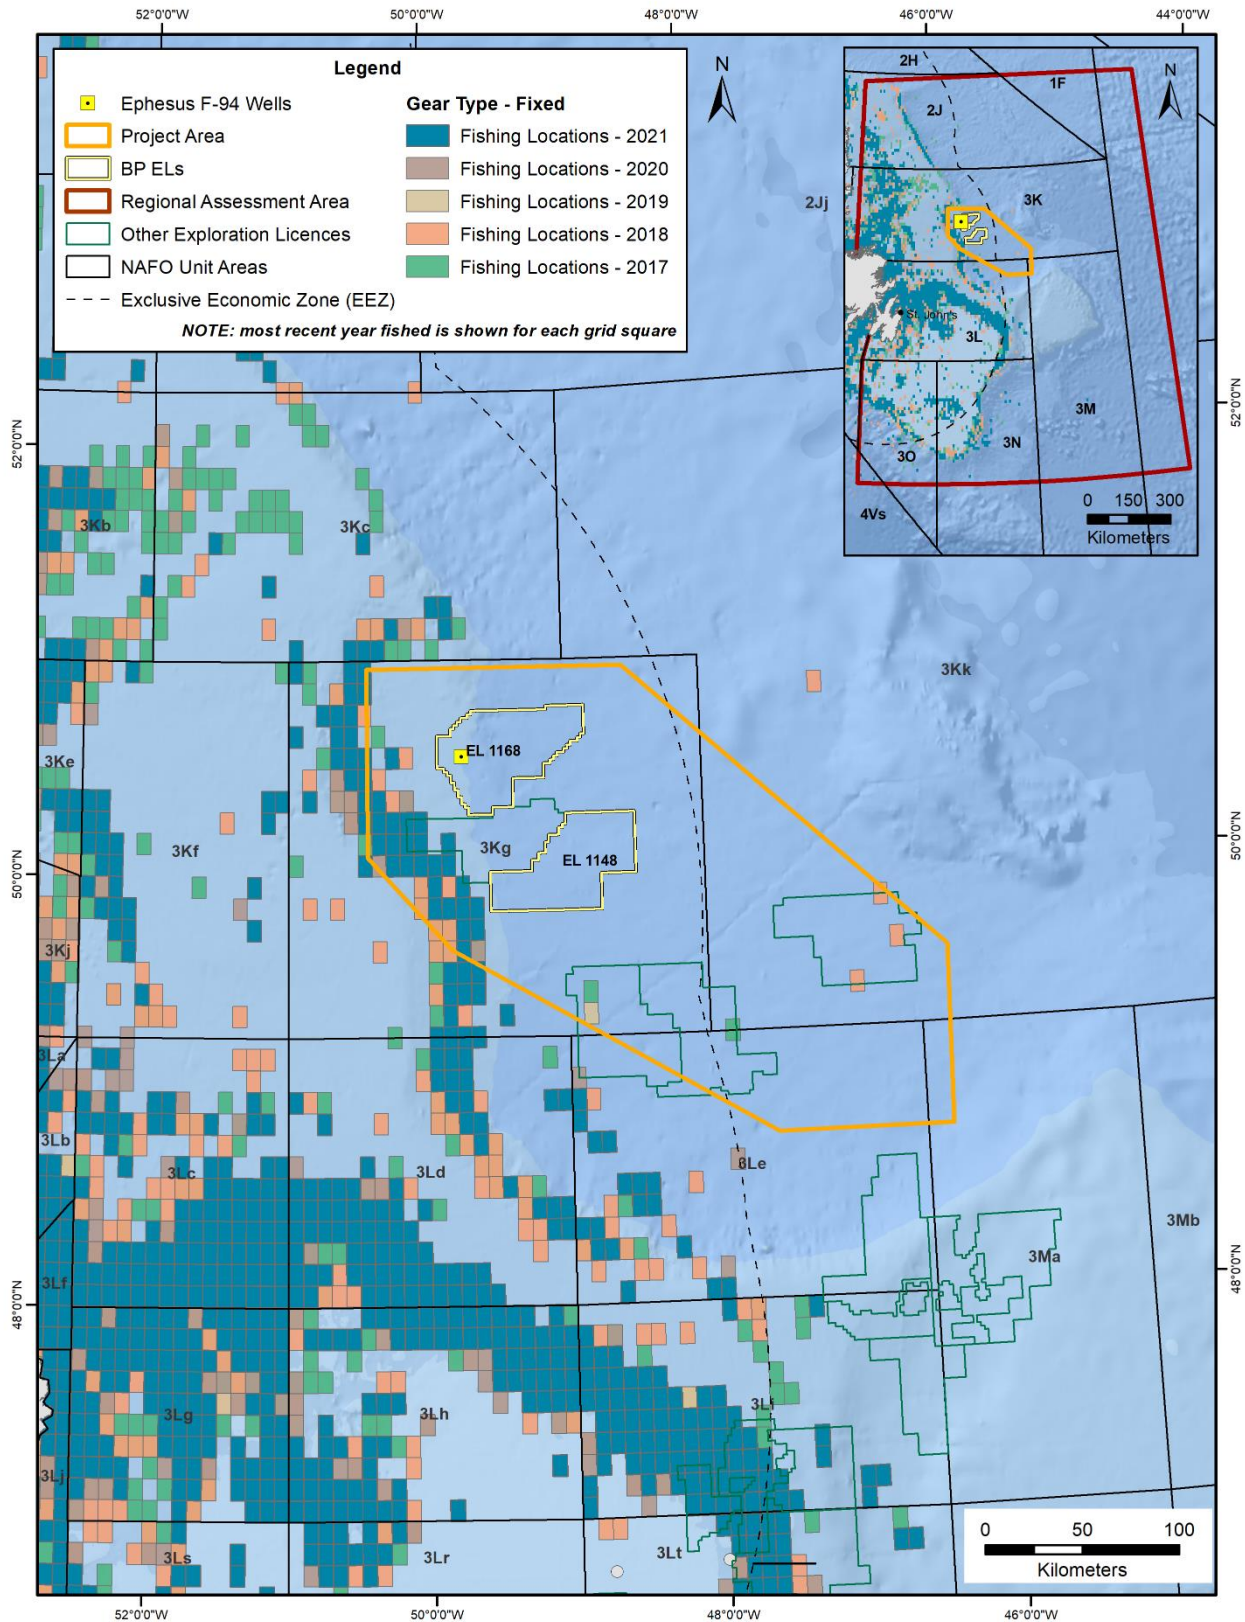 52°0'0"W
50°0'0"W
48°0'0"W
46°0'0"W
44°0'0"W
Legend
Ephesus F-94 Wells
Project Area
BP ELs
Regional Assessment Area
Other Exploration Licences
NAFO Unit Areas
Exclusive Economic Zone (EEZ)
Gear Type - Fixed
Fishing Locations - 2021
Fishing Locations - 2020
Fishing Locations - 2019
Fishing Locations - 2018
Fishing Locations - 2017
NOTE: most recent year fished is shown for each grid square
N
N
2H
1F
2J
3K
St. John's
3L
3M
3N
3O
4Vs
0 150 300
Kilometers
2Jj
52°0'0"N
52°0'0"N
3Kb
3Kc
3Kk
EL 1168
3Ke
3Kf
3Kg
EL 1148
50°0'0"N
50°0'0"N
3Kj
3La
3Lb
3Lc
3Ld
3Le
3Mb
3Ma
3Lf
48°0'0"N
48°0'0"N
3Lg
3Lh
3Li
3Lj
3Ls
3Lr
3Lt
0 50 100
Kilometers
52°0'0"W
50°0'0"W
48°0'0"W
46°0'0"W